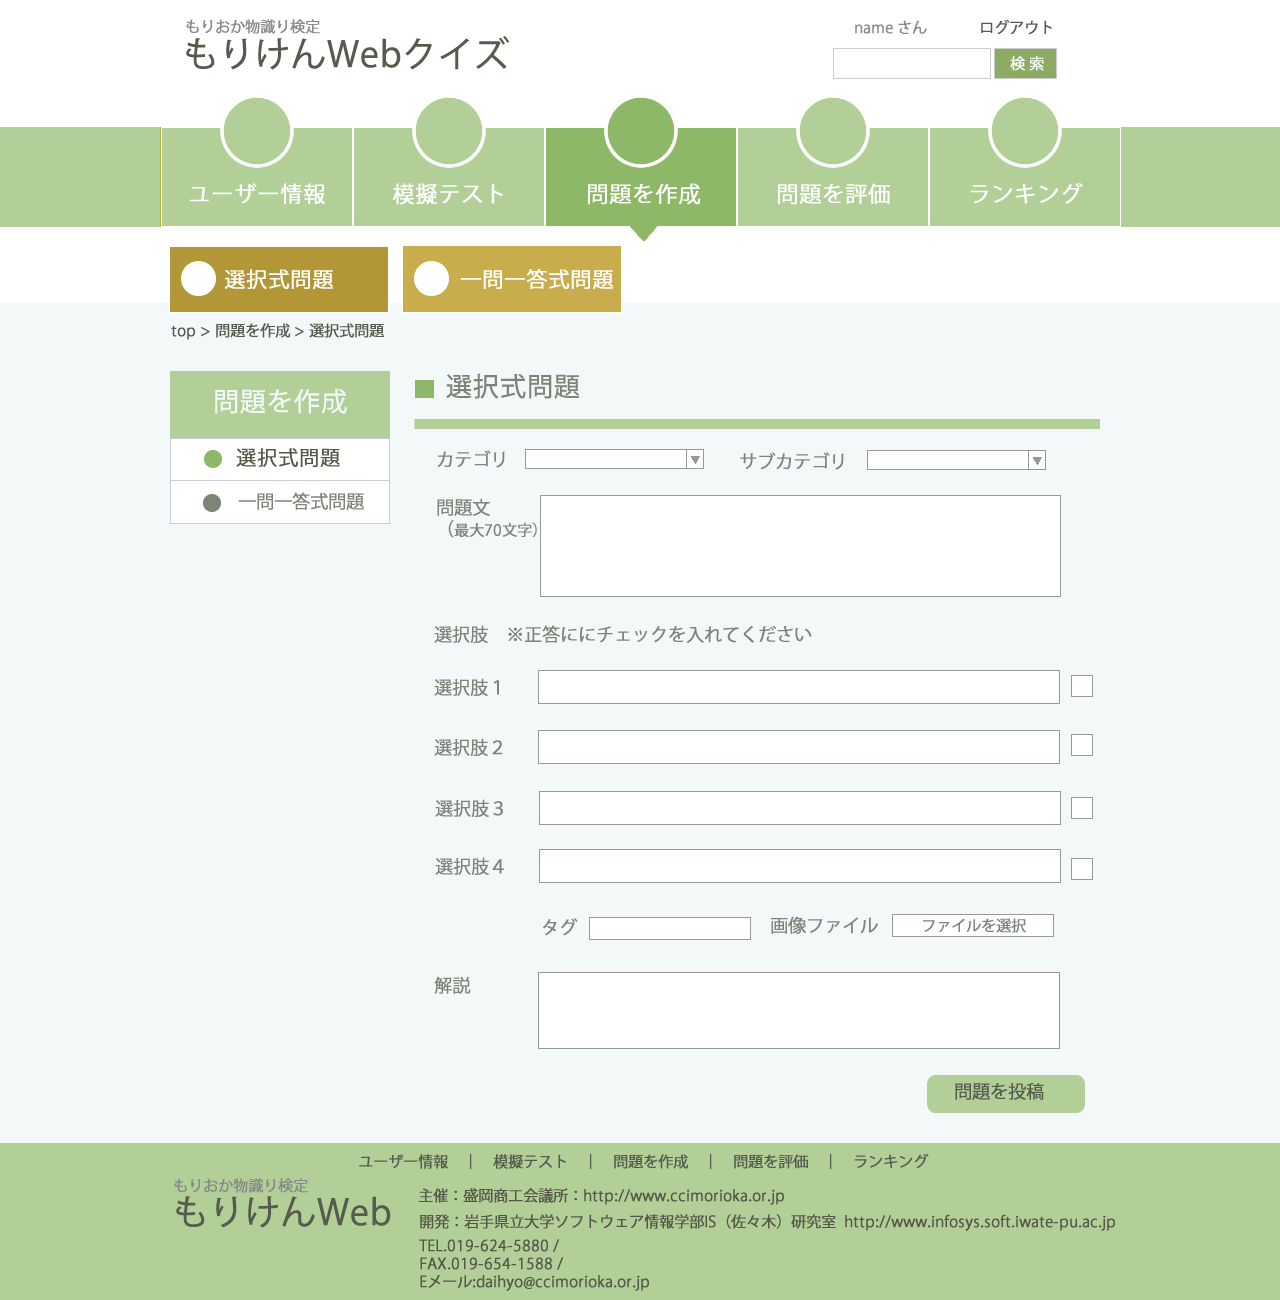 もりおか物識り検定
もりけんWebクイズ
name さん
ログアウト
検 索
ユーザー情報
模擬テスト
問題を作成
問題を評価
ランキング
選択式問題
一問一答式問題
top > 問題を作成 > 選択式問題
問題を作成
選択式問題
一問一答式問題
選択式問題
カテゴリ
サブカテゴリ
問題文
（最大70文字）
選択肢　※正答ににチェックを入れてください
選択肢１
選択肢２
選択肢３
選択肢４
タグ
画像ファイル
ファイルを選択
解説
問題を投稿
ユーザー情報 | 模擬テスト | 問題を作成 | 問題を評価 | ランキング
もりおか物識り検定
もりけんWeb
主催：盛岡商工会議所：http://www.ccimorioka.or.jp
開発：岩手県立大学ソフトウェア情報学部IS（佐々木）研究室 http://www.infosys.soft.iwate-pu.ac.jp
TEL.019-624-5880 /
FAX.019-654-1588 /
Eメール:daihyo@ccimorioka.or.jp